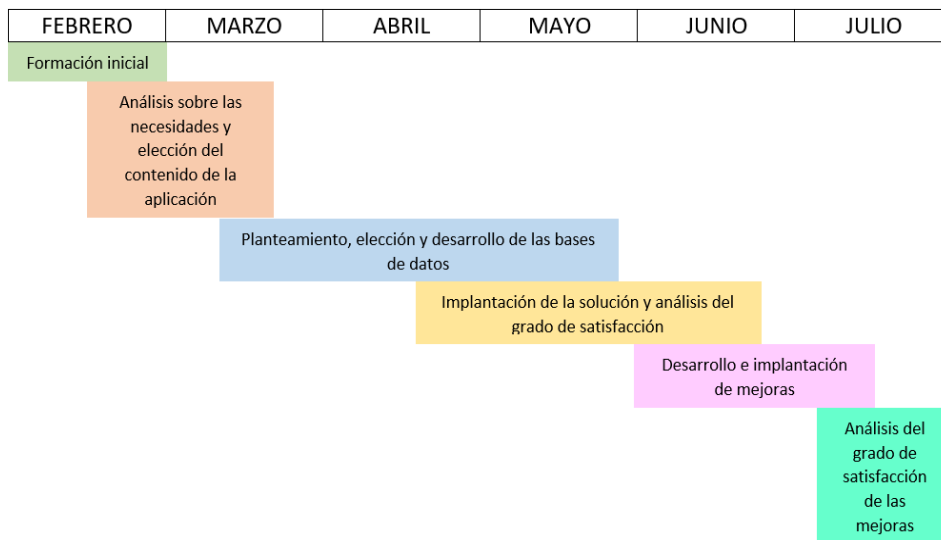 FEBRERO MARZO ABRIL MAYO JUNIO JULIO
Formación inicial
Análisis sobre las
necesidades y
elección del
contenido de la
aplicación
Planteamiento, elección y desarrollo de las bases
de datos
Implantación de la solución y análisis del
grado de satisfacción
Desarrollo e implantación
de mejoras
Análisis del
grado de
satisfacción
de las
mejoras